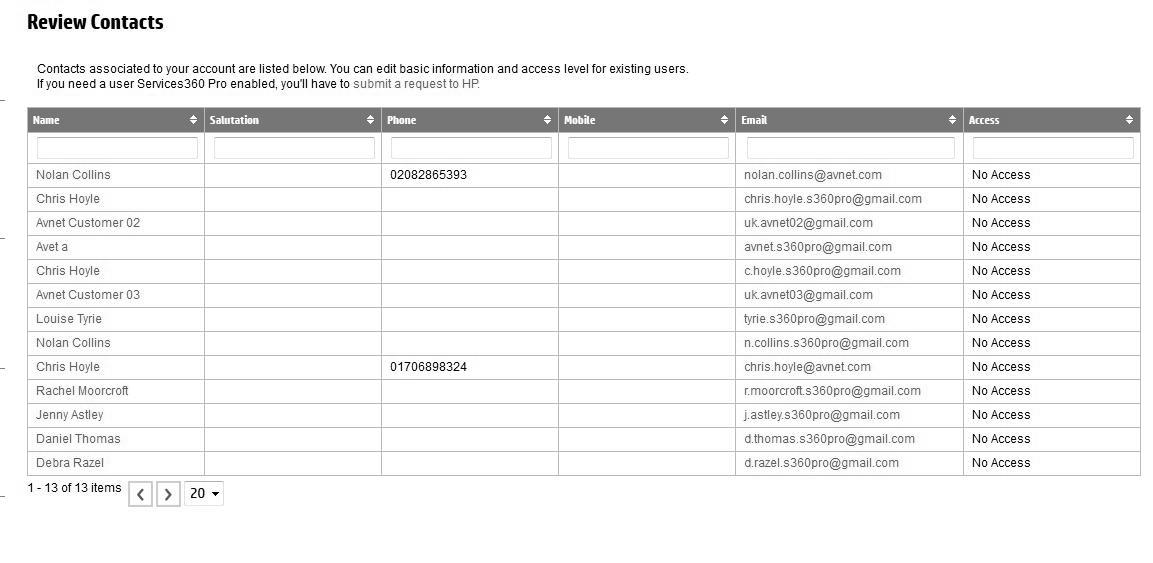 Review Contacts
Contacts associated to your account are listed below. You can edit basic information and access level for existing users.
If you need a user Services360 Pro enabled, you'll have to submit a request to HP.
Name Salutation Phone Mobile Email Access
Nolan Collins 02082865393 nolan.collins@avnet.com No Access
Chris Hoyle chris.hoyle.s360pro@gmail.com No Access
Avnet Customer 02 uk.avnet02@gmail.com No Access
Avet a avnet.s360pro@gmail.com No Access
Chris Hoyle c.hoyle.s360pro@gmail.com No Access
Avnet Customer 03 uk.avnet03@gmail.com No Access
Louise Tyrie tyrie.s360pro@gmail.com No Access
Nolan Collins n.collins.s360pro@gmail.com No Access
Chris Hoyle 01706898324 chris.hoyle@avnet.com No Access
Rachel Moorcroft r.moorcroft.s360pro@gmail.com No Access
Jenny Astley j.astley.s360pro@gmail.com No Access
Daniel Thomas d.thomas.s360pro@gmail.com No Access
Debra Razel d.razel.s360pro@gmail.com No Access
1 - 13 of 13 items 20